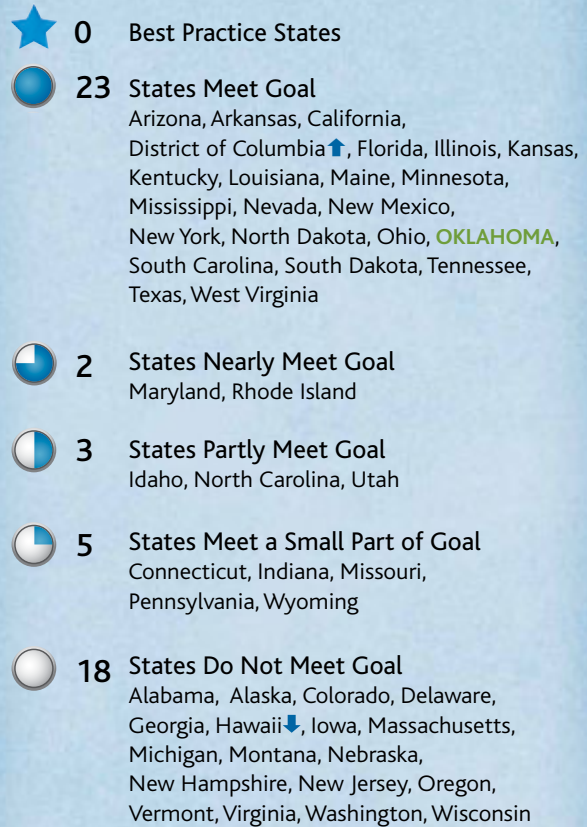 0 Best Practice States
23 States Meet Goal
Arizona, Arkansas, California,
District of Columbia⬆, Florida, Illinois, Kansas,
Kentucky, Louisiana, Maine, Minnesota,
Mississippi, Nevada, New Mexico,
New York, North Dakota, Ohio, OKLAHOMA,
South Carolina, South Dakota, Tennessee,
Texas, West Virginia
2 States Nearly Meet Goal
Maryland, Rhode Island
3 States Partly Meet Goal
Idaho, North Carolina, Utah
5 States Meet a Small Part of Goal
Connecticut, Indiana, Missouri,
Pennsylvania, Wyoming
18 States Do Not Meet Goal
Alabama, Alaska, Colorado, Delaware,
Georgia, Hawaii⬇, Iowa, Massachusetts,
Michigan, Montana, Nebraska,
New Hampshire, New Jersey, Oregon,
Vermont, Virginia, Washington, Wisconsin